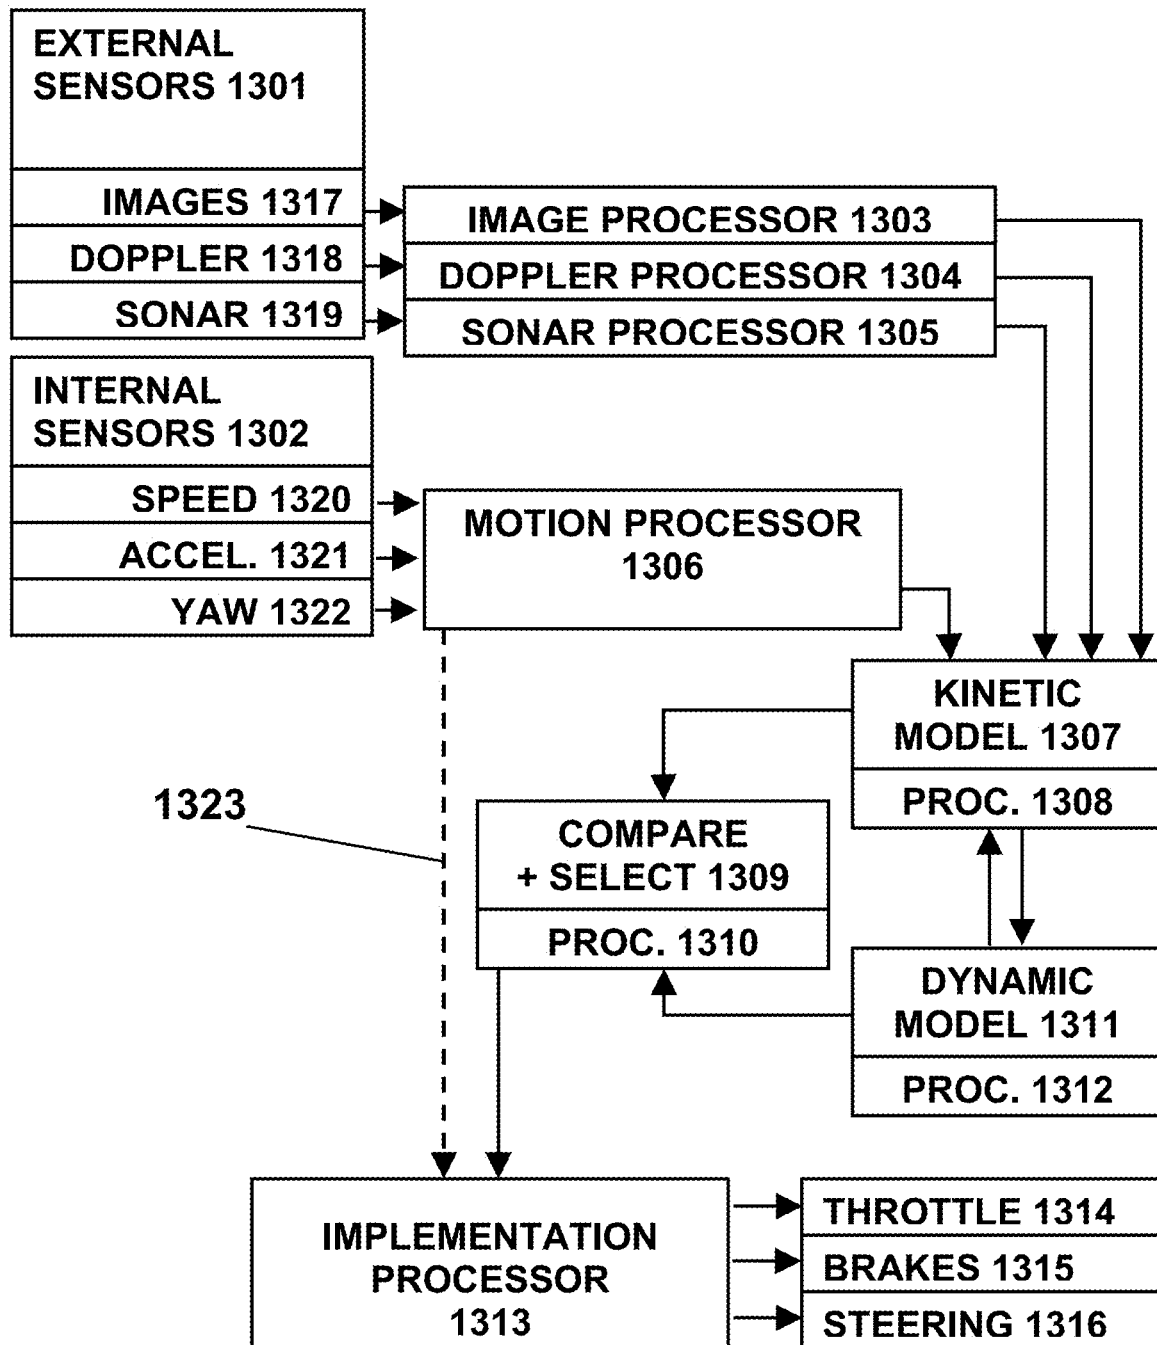 EXTERNAL
SENSORS 1301
IMAGES 1317
DOPPLER 1318
SONAR 1319
IMAGE PROCESSOR 1303
DOPPLER PROCESSOR 1304
SONAR PROCESSOR 1305
INTERNAL
SENSORS 1302
SPEED 1320
ACCEL. 1321
YAW 1322
MOTION PROCESSOR
1306
KINETIC
MODEL 1307
PROC. 1308
1323
COMPARE
+ SELECT 1309
PROC. 1310
DYNAMIC
MODEL 1311
PROC. 1312
IMPLEMENTATION
PROCESSOR
1313
THROTTLE 1314
BRAKES 1315
STEERING 1316